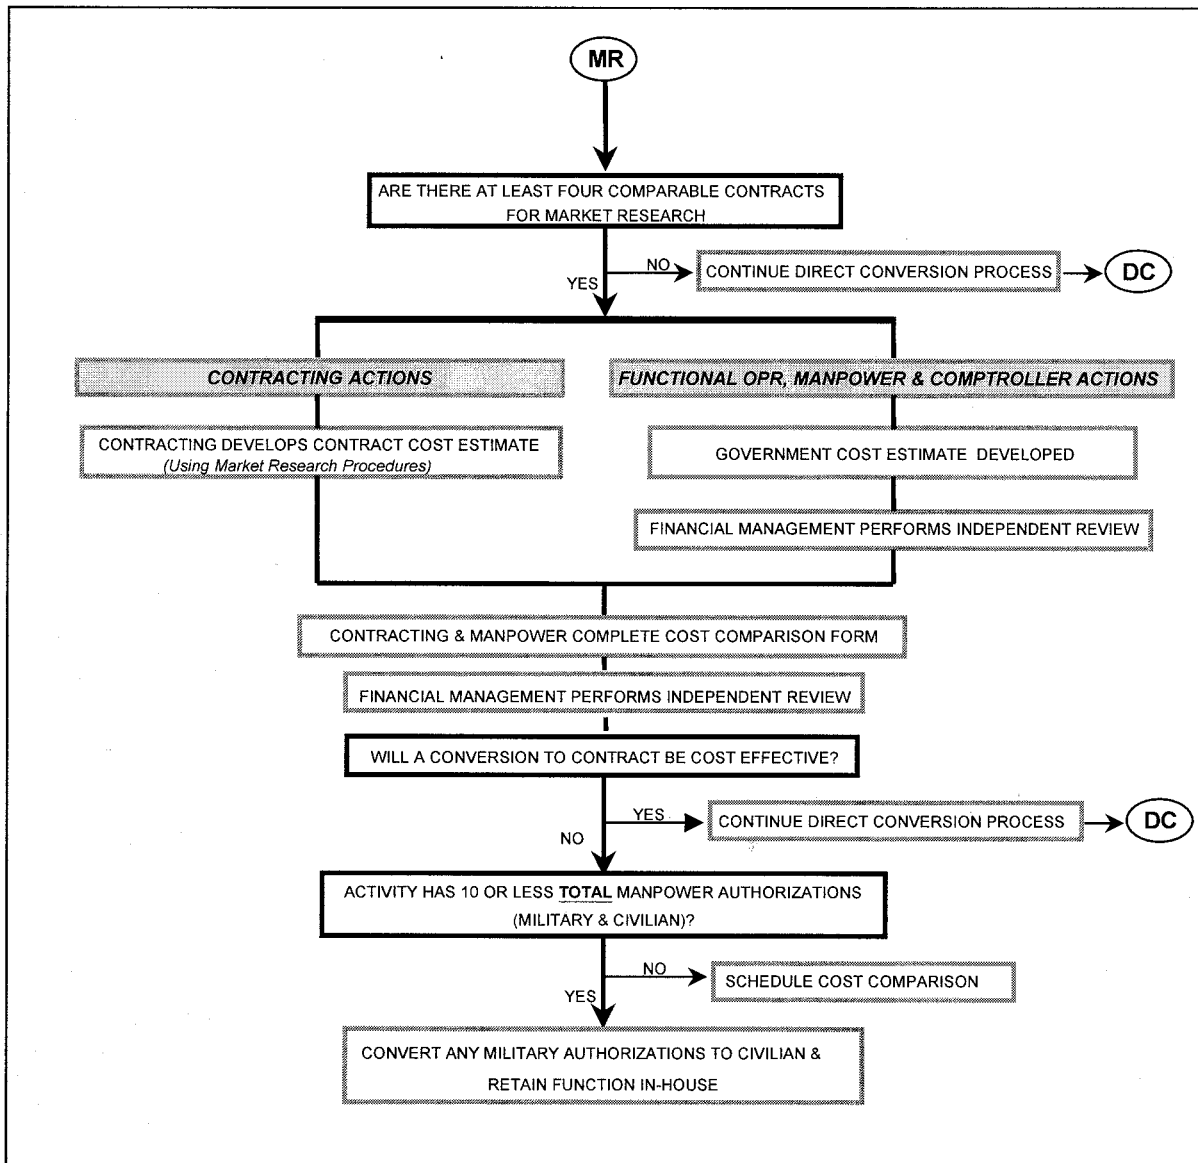 MR
ARE THERE AT LEAST FOUR COMPARABLE CONTRACTS
FOR MARKET RESEARCH
NO
CONTINUE DIRECT CONVERSION PROCESS
DC
YES
CONTRACTING ACTIONS
FUNCTIONAL OPR, MANPOWER & COMPTROLLER ACTIONS
CONTRACTING DEVELOPS CONTRACT COST ESTIMATE
(Using Market Research Procedures)
GOVERNMENT COST ESTIMATE DEVELOPED
FINANCIAL MANAGEMENT PERFORMS INDEPENDENT REVIEW
CONTRACTING & MANPOWER COMPLETE COST COMPARISON FORM
FINANCIAL MANAGEMENT PERFORMS INDEPENDENT REVIEW
WILL A CONVERSION TO CONTRACT BE COST EFFECTIVE?
YES
CONTINUE DIRECT CONVERSION PROCESS
DC
NO
ACTIVITY HAS 10 OR LESS TOTAL MANPOWER AUTHORIZATIONS
(MILITARY & CIVILIAN)?
NO
SCHEDULE COST COMPARISON
YES
CONVERT ANY MILITARY AUTHORIZATIONS TO CIVILIAN &
RETAIN FUNCTION IN-HOUSE